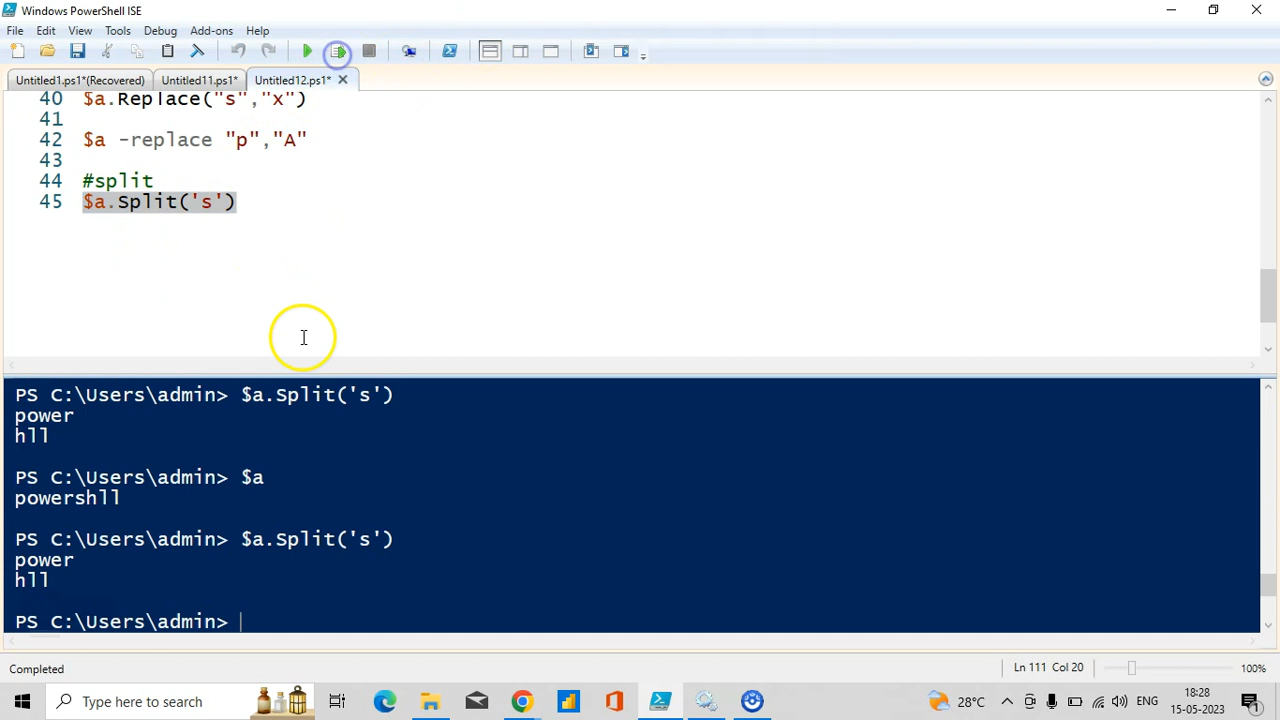 Windows PowerShell ISE
File Edit View Tools Debug Add-ons Help
Untitled1.ps1*(Recovered) Untitled11.ps1* Untitled12.ps1*
40 $a.Replace("s","x")
41
42 $a -replace "p","A"
43
44 #split
45 $a.Split('s')
PS C:\Users\admin> $a.Split('s')
power
hll
PS C:\Users\admin> $a
powershll
PS C:\Users\admin> $a.Split('s')
power
hll
PS C:\Users\admin>
Completed Ln 111 Col 20 100%
Type here to search 28°C ENG 18:28
15-05-2023 1